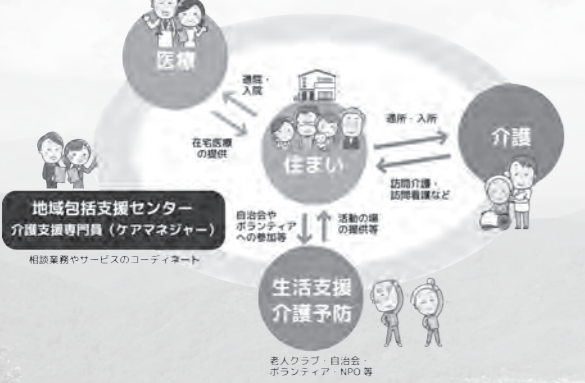 医療
通院・
入院
在宅医療
の提供
住まい
通所・入所
訪問介護・
訪問看護など
介護
地域包括支援センター
介護支援専門員（ケアマネジャー）
相談業務やサービスのコーディネート
自治会や
ボランティア
への参加等
活動の場
の提供等
生活支援
介護予防
老人クラブ・自治会・
ボランティア・NPO 等